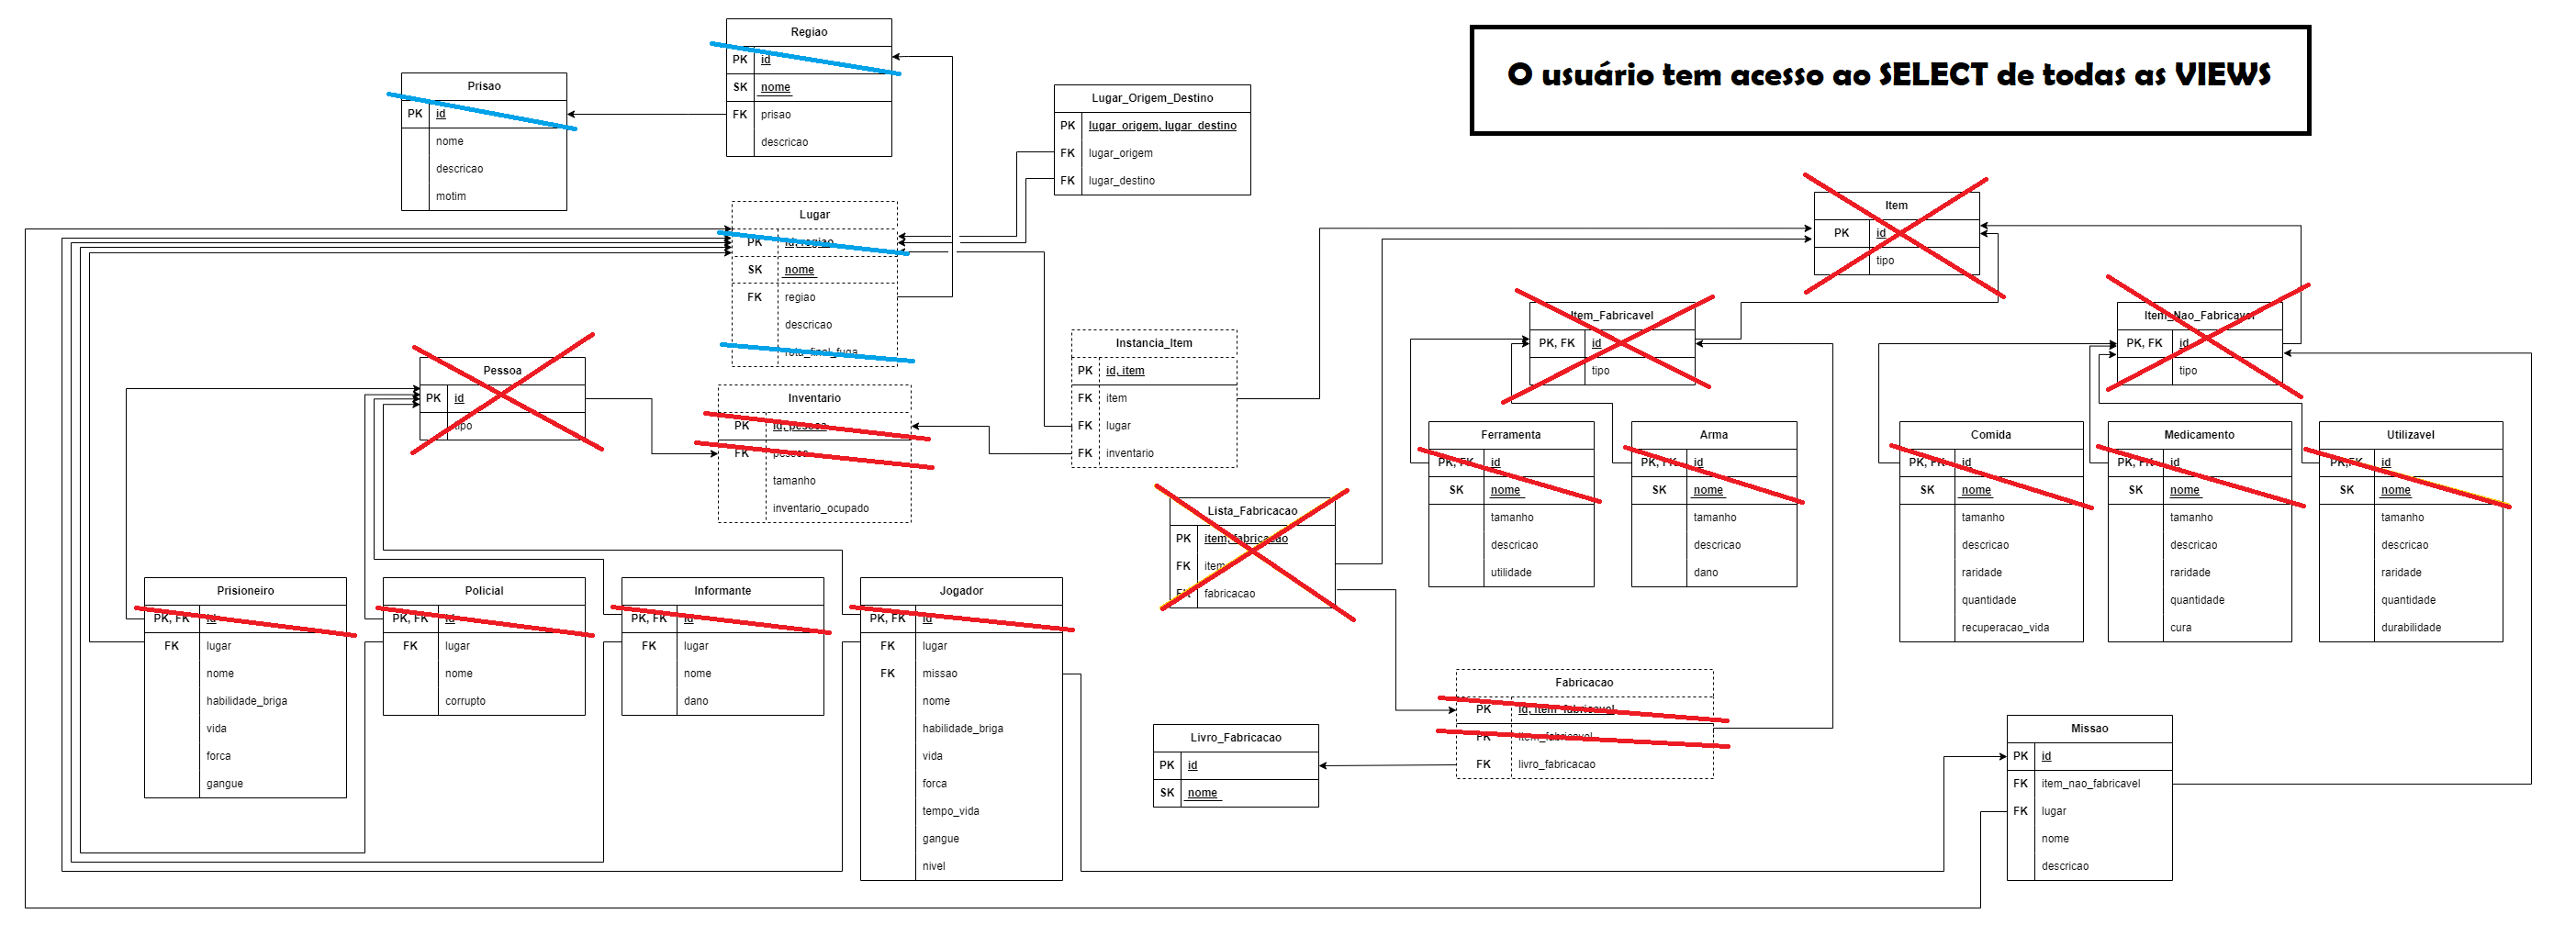 O usuário tem acesso ao SELECT de todas as VIEWS
Regiao
PK id
SK nome
FK prisao
descricao
Prisao
PK id
nome
descricao
motim
Lugar_Origem_Destino
PK lugar_origem, lugar_destino
FK lugar_origem
FK lugar_destino
Lugar
PK id, regiao
SK nome
FK regiao
descricao
rota_final_fuga
Item
PK id
tipo
Item_Fabricavel
PK, FK id
tipo
Item_Nao_Fabricavel
PK, FK id
tipo
Instancia_Item
PK id, item
FK item
FK lugar
FK inventario
Pessoa
PK id
tipo
Inventario
PK id, pessoa
FK pessoa
tamanho
inventario_ocupado
Ferramenta
PK, FK id
SK nome
tamanho
descricao
utilidade
Arma
PK, FK id
SK nome
tamanho
descricao
dano
Comida
PK, FK id
SK nome
tamanho
descricao
raridade
quantidade
recuperacao_vida
Medicamento
PK, FK id
SK nome
tamanho
descricao
raridade
quantidade
cura
Utilizavel
PK,FK id
SK nome
tamanho
descricao
raridade
quantidade
durabilidade
Lista_Fabricacao
PK item, fabricacao
FK item
FK fabricacao
Prisioneiro
PK, FK id
FK lugar
nome
habilidade_briga
vida
forca
gangue
Policial
PK, FK id
FK lugar
nome
corrupto
Informante
PK, FK id
FK lugar
nome
dano
Jogador
PK, FK id
FK lugar
FK missao
nome
habilidade_briga
vida
forca
tempo_vida
gangue
nivel
Fabricacao
PK id, item_fabricavel
FK item_fabricavel
FK livro_fabricacao
Livro_Fabricacao
PK id
SK nome
Missao
PK id
FK item_nao_fabricavel
FK lugar
nome
descricao